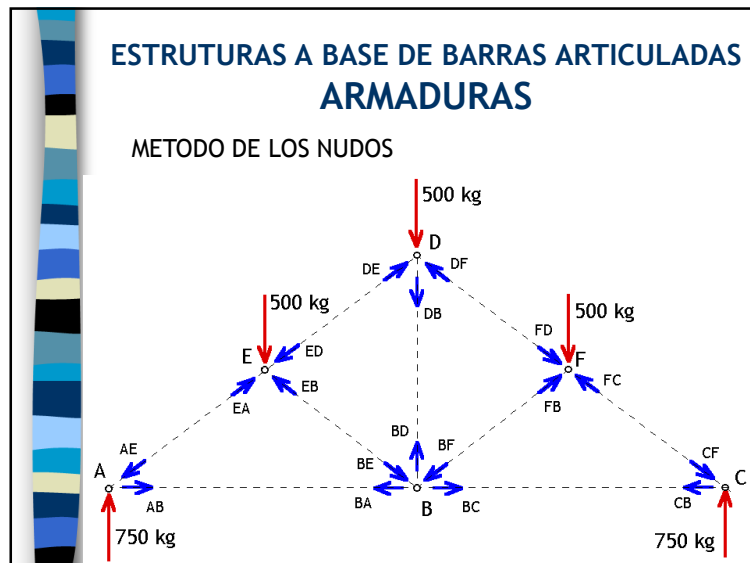 ESTRUTURAS A BASE DE BARRAS ARTICULADAS
ARMADURAS
METODO DE LOS NUDOS
500 kg
D
DE
DF
500 kg
500 kg
DB
E
ED
FD
F
EA
EB
FB
FC
AE
BD
BF
CF
A
BE
C
AB
BA
B
BC
CB
750 kg
750 kg